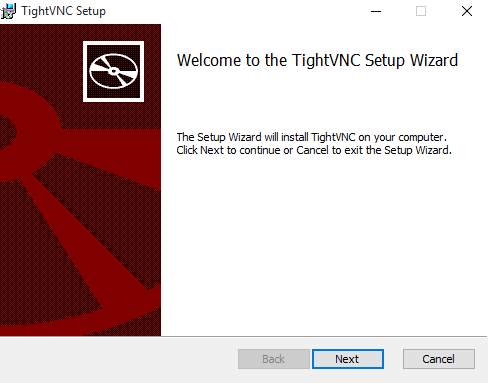 TightVNC Setup
Welcome to the TightVNC Setup Wizard
The Setup Wizard will install TightVNC on your computer.
Click Next to continue or Cancel to exit the Setup Wizard.
Back
Next
Cancel